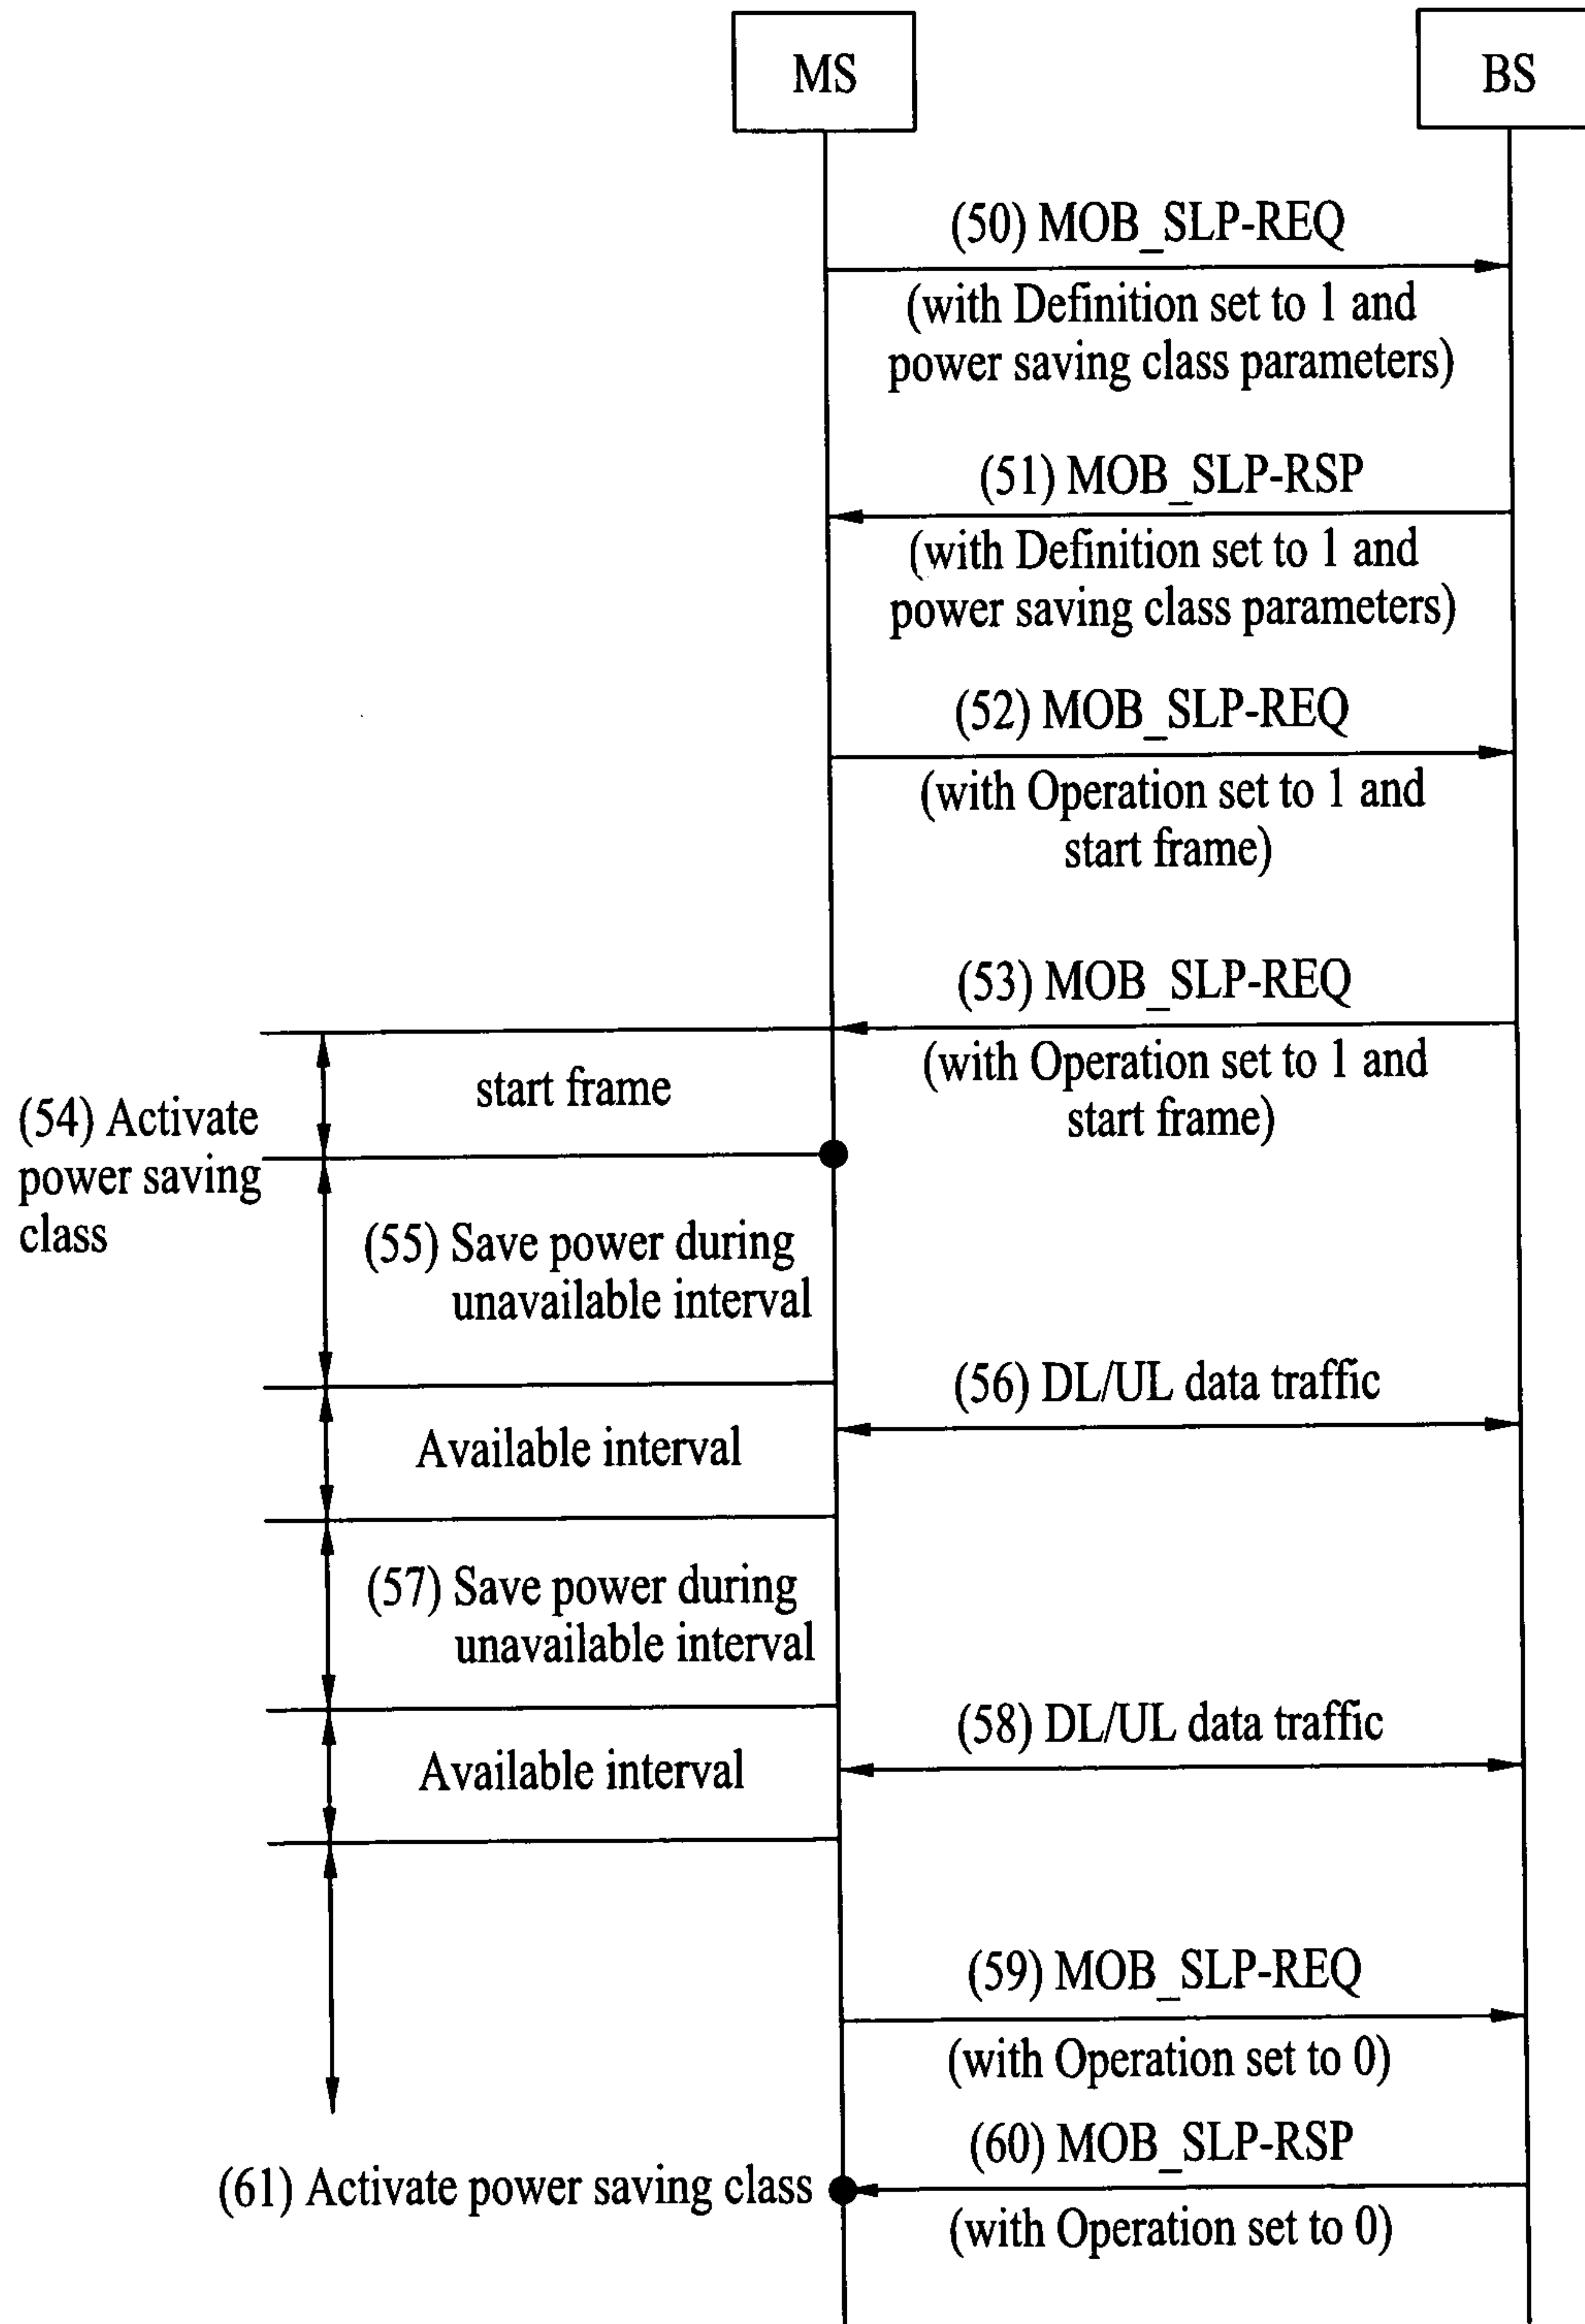 MS
BS
(50) MOB_SLP-REQ
(with Definition set to 1 and
power saving class parameters)
(51) MOB_SLP-RSP
(with Definition set to 1 and
power saving class parameters)
(52) MOB_SLP-REQ
(with Operation set to 1 and
start frame)
(53) MOB_SLP-REQ
(with Operation set to 1 and
start frame)
start frame
(54) Activate
power saving
class
(55) Save power during
unavailable interval
(56) DL/UL data traffic
Available interval
(57) Save power during
unavailable interval
(58) DL/UL data traffic
Available interval
(59) MOB_SLP-REQ
(with Operation set to 0)
(60) MOB_SLP-RSP
(61) Activate power saving class
(with Operation set to 0)